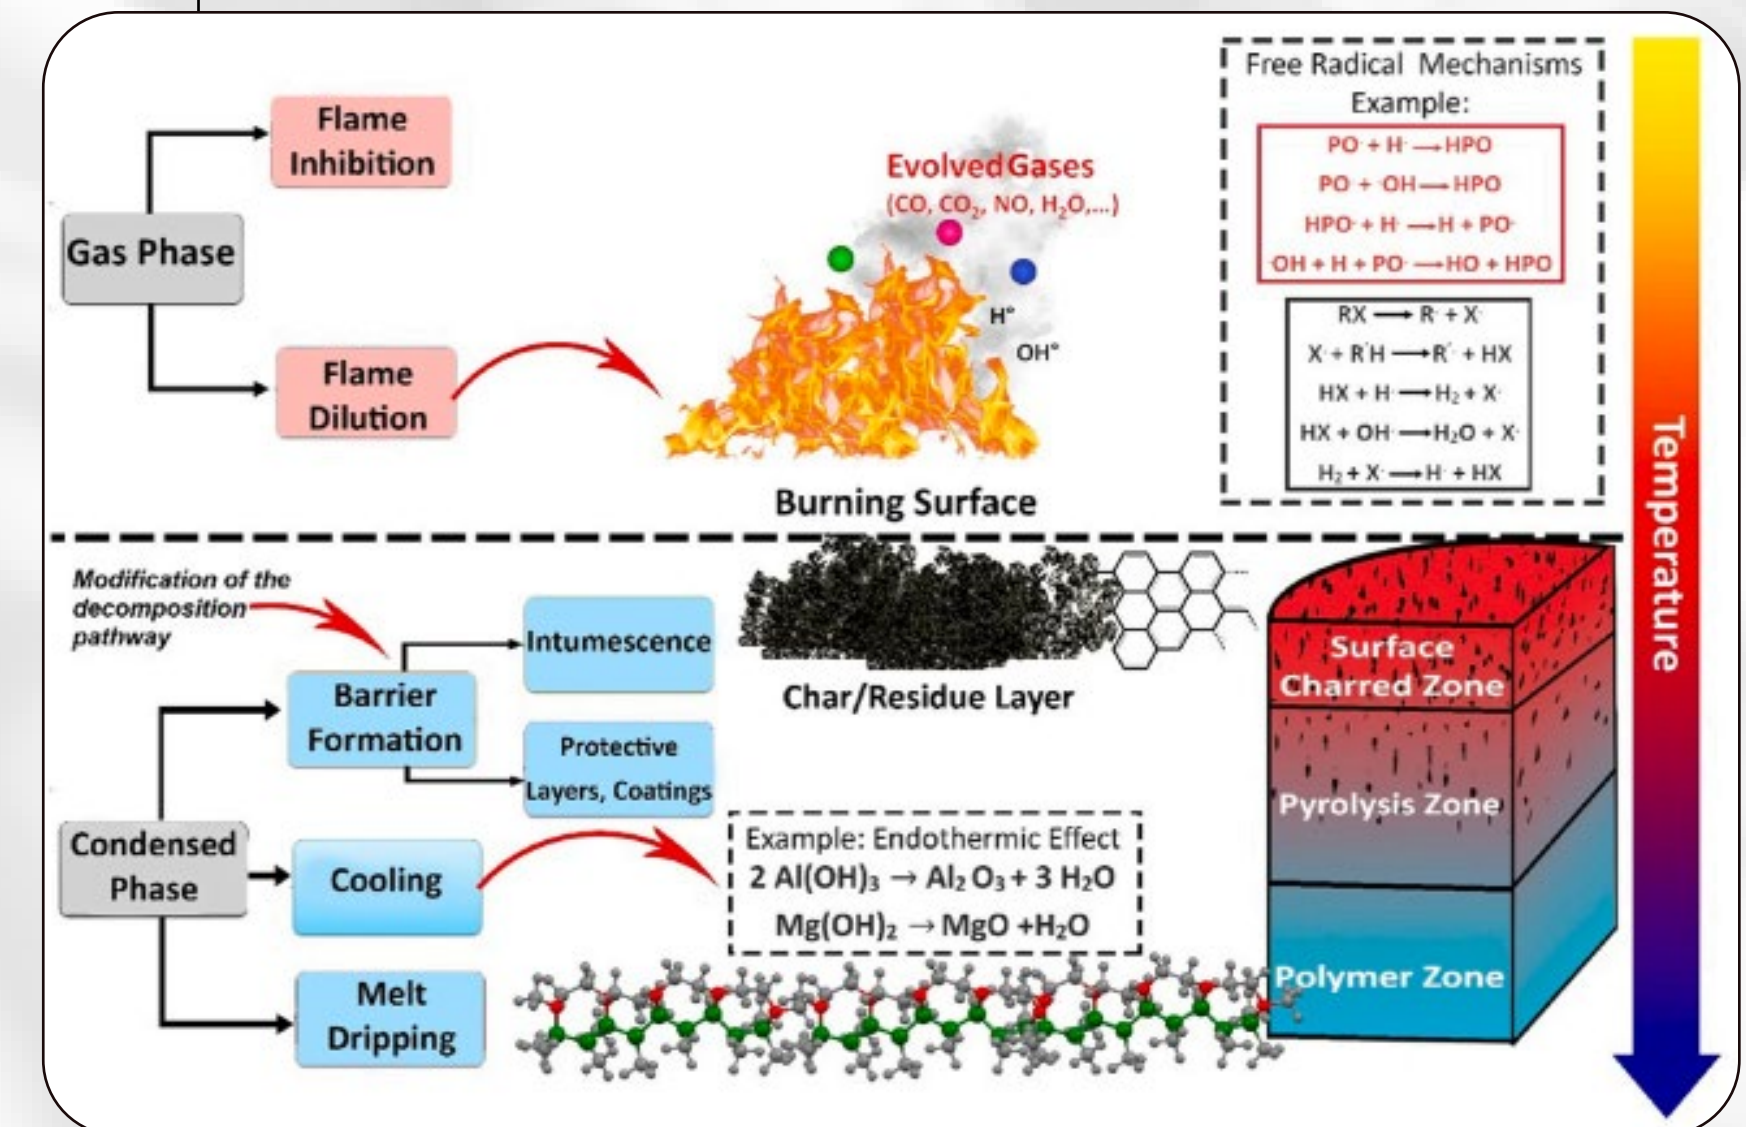 Flame
Inhibition
Gas Phase
Flame
Dilution
Evolved Gases
(CO, CO₂, NO, H₂O,...)
H°
OH°
Burning Surface
Free Radical Mechanisms
Example:
PO· + H· → HPO
PO· + ·OH → HPO
HPO· + H· → H + PO·
·OH + H + PO· → HO + HPO
RX → R· + X·
X· + R´H → R´· + HX
HX + H· → H₂ + X·
HX + OH· → H₂O + X·
H₂ + X· → H· + HX
Temperature
Modification of the
decomposition
pathway
Barrier
Formation
Intumescence
Protective
Layers, Coatings
Condensed
Phase
Cooling
Melt
Dripping
Char/Residue Layer
Example: Endothermic Effect
2 Al(OH)₃ → Al₂O₃ + 3 H₂O
Mg(OH)₂ → MgO +H₂O
Surface
Charred Zone
Pyrolysis Zone
Polymer Zone